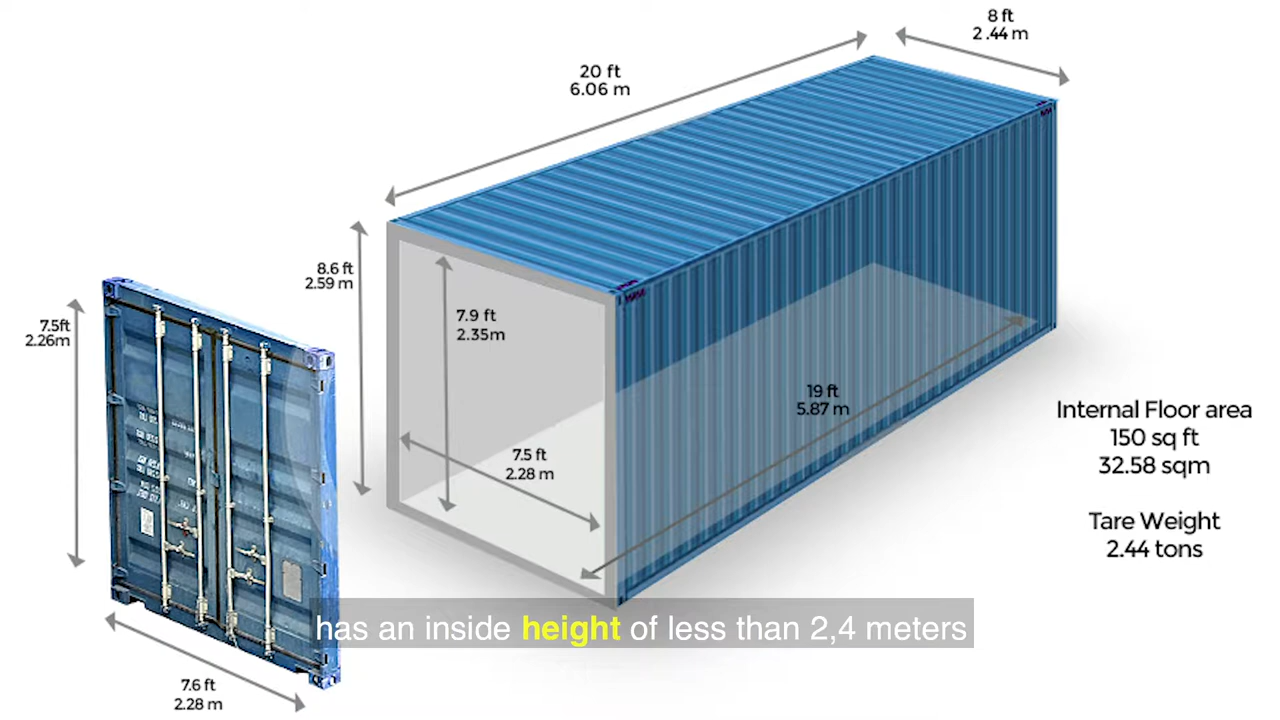 8 ft
2.44 m
20 ft
6.06 m
8.6 ft
2.59 m
7.5ft
2.26m
7.9 ft
2.35m
19 ft
5.87 m
7.5 ft
2.28 m
Internal Floor area
150 sq ft
32.58 sqm
Tare Weight
2.44 tons
has an inside height of less than 2,4 meters
7.6 ft
2.28 m